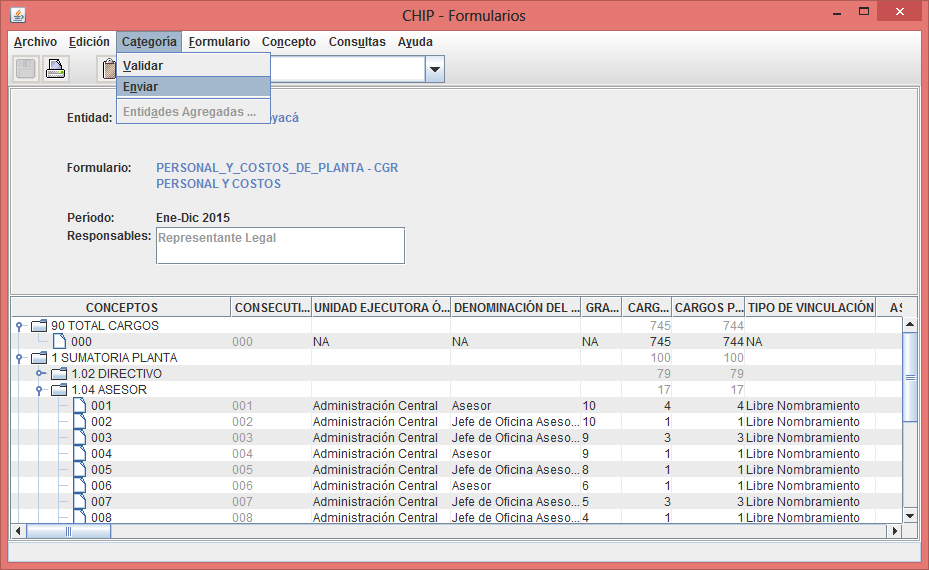 CHIP - Formularios
Archivo Edición Categoría Formulario Concepto Consultas Ayuda
Validar
Enviar
Entidades Agregadas ...
Entidad: oyacá
Formulario: PERSONAL_Y_COSTOS_DE_PLANTA - CGR
PERSONAL Y COSTOS
Período: Ene-Dic 2015
Responsables: Representante Legal
CONCEPTOS CONSECUTI... UNIDAD EJECUTORA Ó... DENOMINACIÓN DEL ... GRA... CARG... CARGOS P... TIPO DE VINCULACIÓN AS
90 TOTAL CARGOS 745 744
000 000 NA NA NA 745 744 NA
1 SUMATORIA PLANTA 100 100
1.02 DIRECTIVO 79 79
1.04 ASESOR 17 17
001 001 Administración Central Asesor 10 4 4 Libre Nombramiento
002 002 Administración Central Jefe de Oficina Aseso... 10 1 1 Libre Nombramiento
003 003 Administración Central Jefe de Oficina Aseso... 9 3 3 Libre Nombramiento
004 004 Administración Central Asesor 9 1 1 Libre Nombramiento
005 005 Administración Central Jefe de Oficina Aseso... 8 1 1 Libre Nombramiento
006 006 Administración Central Asesor 6 1 1 Libre Nombramiento
007 007 Administración Central Jefe de Oficina Aseso... 5 3 3 Libre Nombramiento
008 008 Administración Central Jefe de Oficina Aseso... 4 1 1 Libre Nombramiento